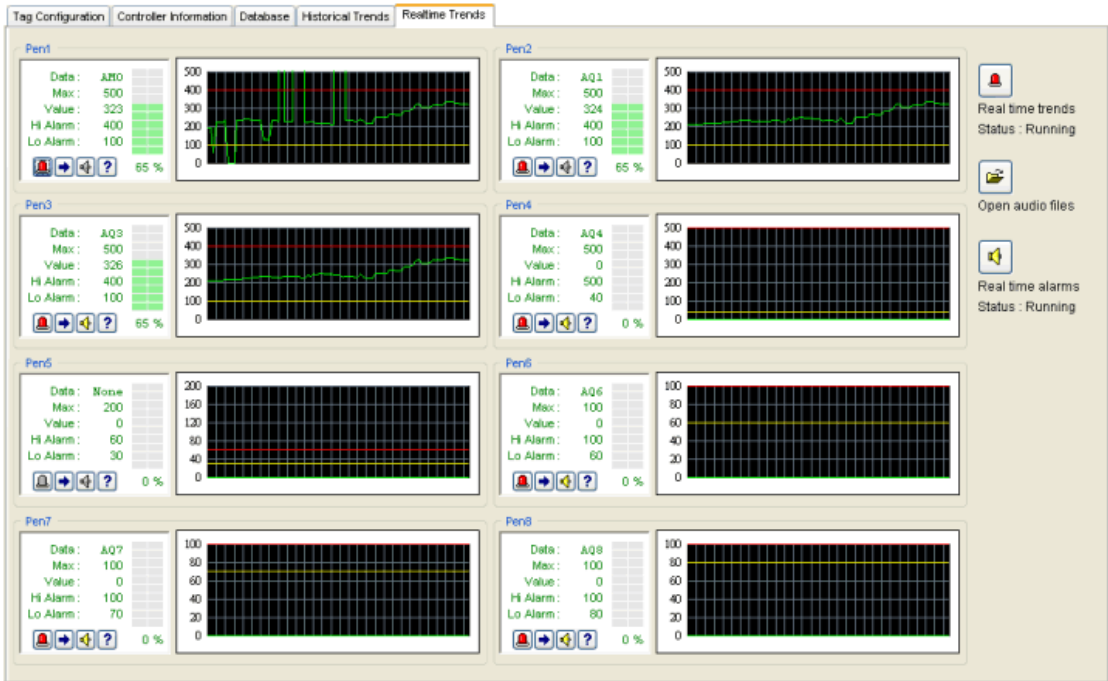 Tag Configuration Controller Information Database Historical Trends Realtime Trends
Pen1
Data : AM0
Max : 500
Value : 323
Hi Alarm : 400
Lo Alarm : 100
? 65 %
500
400
300
200
100
0
Pen2
Data : AQ1
Max : 500
Value : 324
Hi Alarm : 400
Lo Alarm : 100
? 65 %
500
400
300
200
100
0
Real time trends
Status : Running
Open audio files
Real time alarms
Status : Running
Pen3
Data : AQ3
Max : 500
Value : 326
Hi Alarm : 400
Lo Alarm : 100
? 65 %
500
400
300
200
100
0
Pen4
Data : AQ4
Max : 500
Value : 0
Hi Alarm : 500
Lo Alarm : 40
? 0 %
500
400
300
200
100
0
Pen5
Data : None
Max : 200
Value : 0
Hi Alarm : 60
Lo Alarm : 30
? 0 %
200
160
120
80
40
0
Pen6
Data : AQ6
Max : 100
Value : 0
Hi Alarm : 100
Lo Alarm : 60
? 0 %
100
80
60
40
20
0
Pen7
Data : AQ7
Max : 100
Value : 0
Hi Alarm : 100
Lo Alarm : 70
? 0 %
100
80
60
40
20
0
Pen8
Data : AQ8
Max : 100
Value : 0
Hi Alarm : 100
Lo Alarm : 80
? 0 %
100
80
60
40
20
0